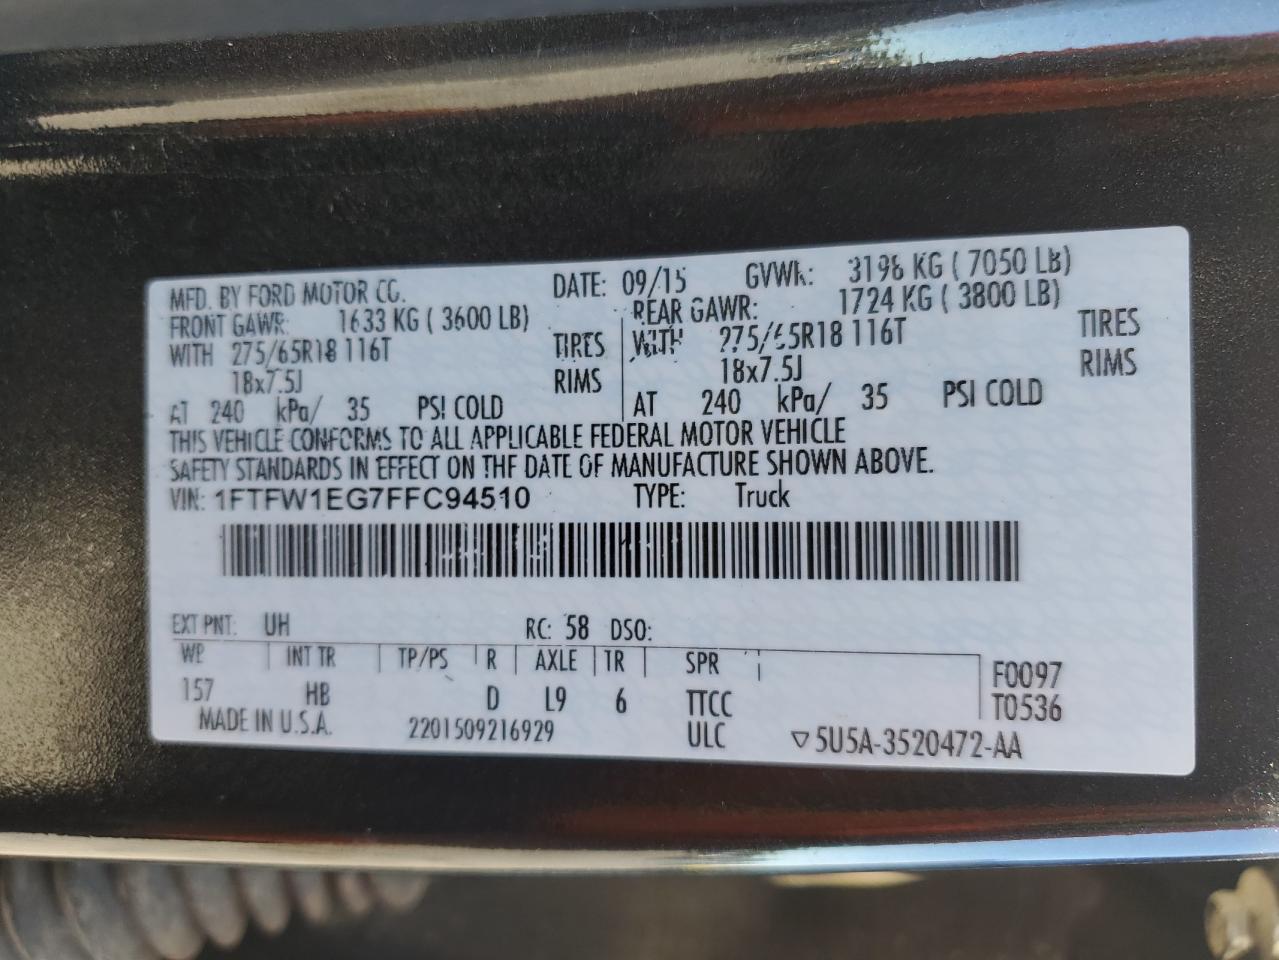 MFD. BY FORD MOTOR CO. DATE: 09/15 GVWR: 3198 KG ( 7050 LB)
FRONT GAWR: 1633 KG ( 3600 LB) REAR GAWR: 1724 KG ( 3800 LB)
WITH 275/65R18 116T TIRES WITH 275/65R18 116T TIRES
18x7.5J RIMS 18x7.5J RIMS
AT 240 kPa/ 35 PSI COLD AT 240 kPa/ 35 PSI COLD
THIS VEHICLE CONFORMS TO ALL APPLICABLE FEDERAL MOTOR VEHICLE
SAFETY STANDARDS IN EFFECT ON THE DATE OF MANUFACTURE SHOWN ABOVE.
VIN: 1FTFW1EG7FFC94510 TYPE: Truck
EXT PNT: UH RC: 58 DSO:
WB INT TR TP/PS R AXLE TR SPR F0097
157 HB D L9 6 TTCC T0536
MADE IN U.S.A. 2201509216929 ULC ▽5U5A-3520472-AA